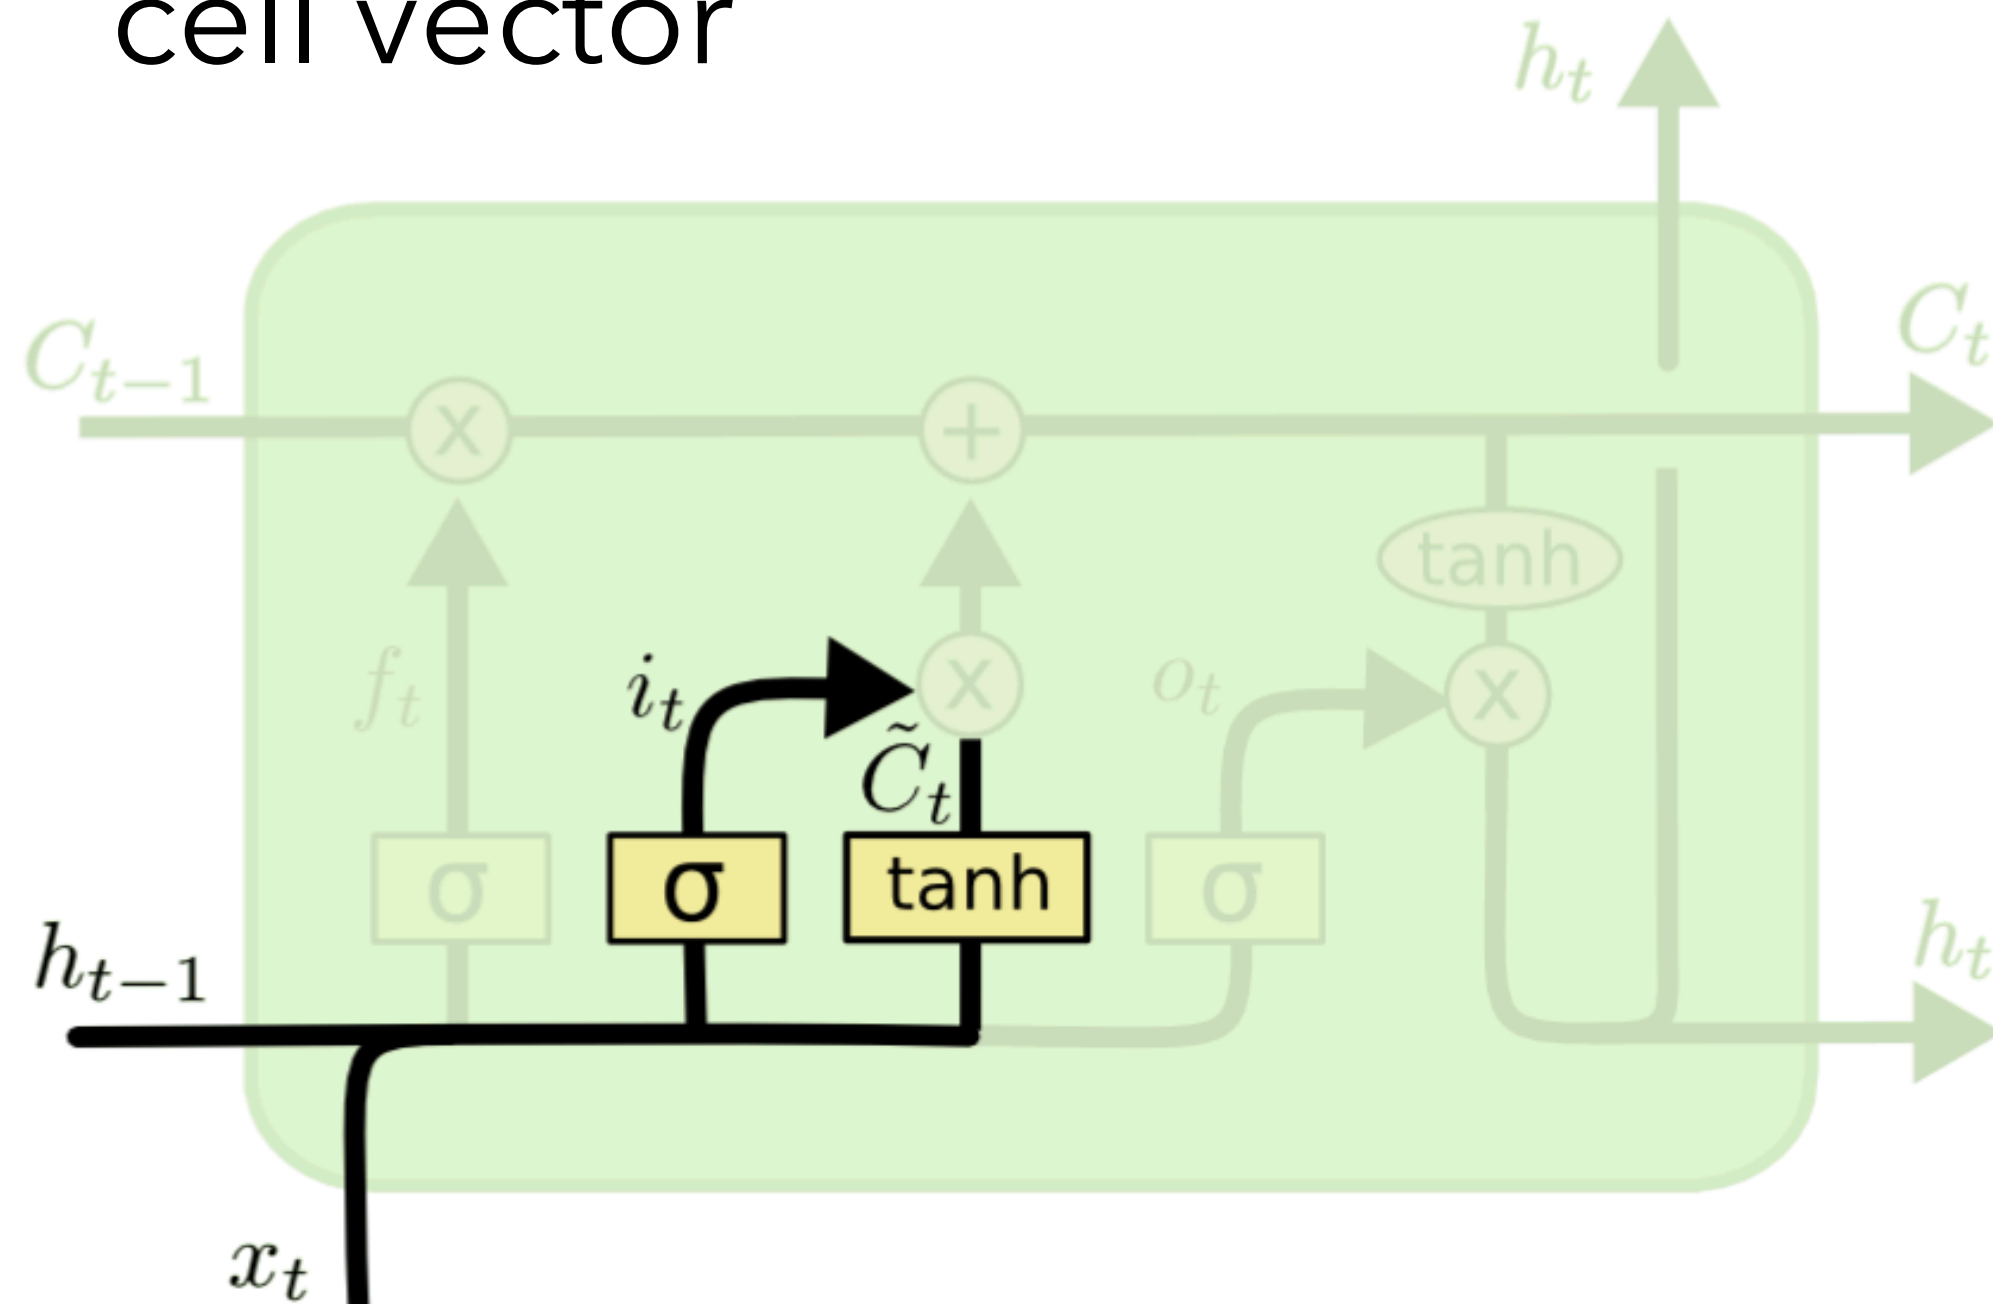 cell vector
h_t
C_{t-1}
C_t
x
+
tanh
f_t
i_t
x
o_t
x
C̃_t
σ
σ
tanh
σ
h_{t-1}
h_t
x_t